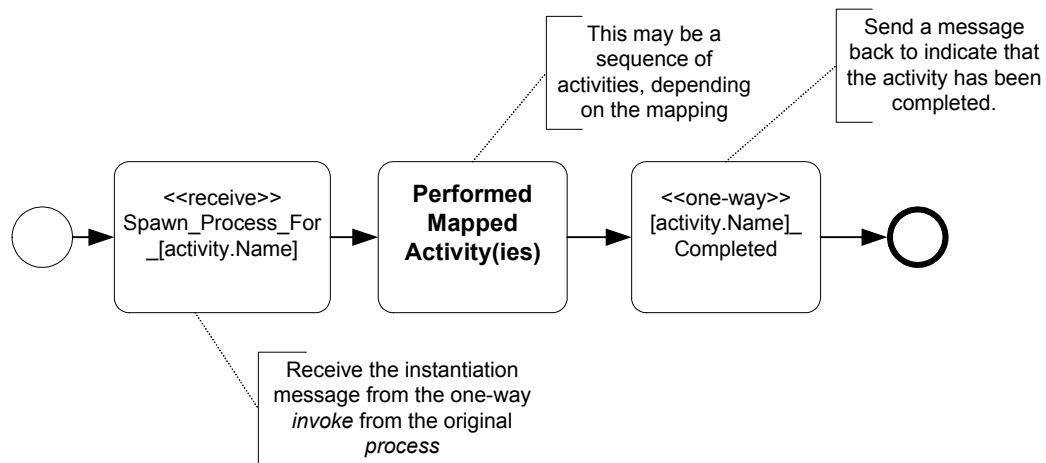 This may be a
sequence of
activities, depending
on the mapping
Send a message
back to indicate that
the activity has been
completed.
<<receive>>
Spawn_Process_For
_[activity.Name]
Performed
Mapped
Activity(ies)
<<one-way>>
[activity.Name]_
Completed
Receive the instantiation
message from the one-way
invoke from the original
process